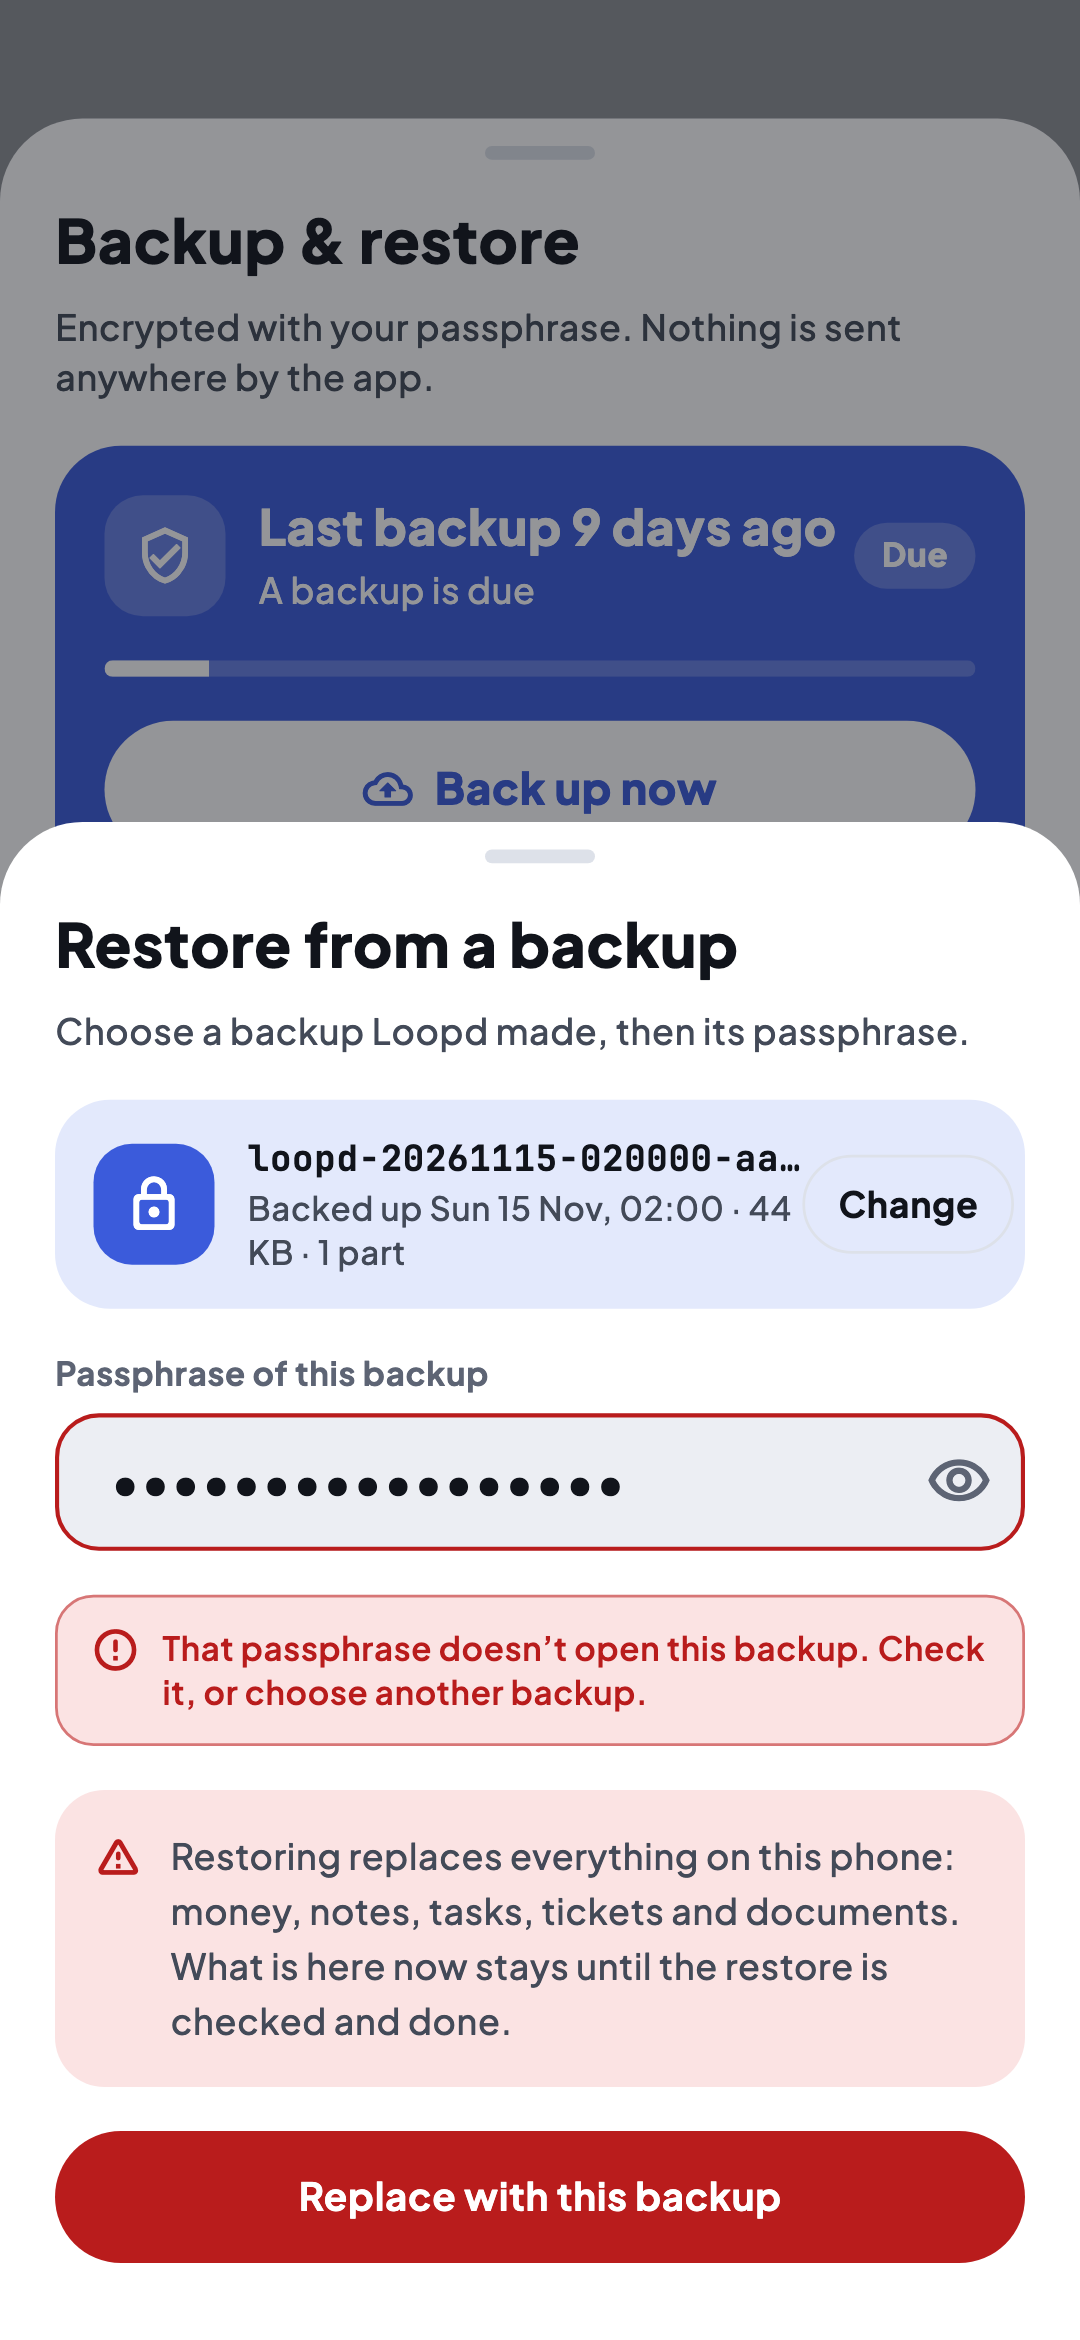 Backup & restore
Encrypted with your passphrase. Nothing is sent
anywhere by the app.
Last backup 9 days ago
Due
A backup is due
Back up now
Restore from a backup
Choose a backup Loopd made, then its passphrase.
loopd-20261115-020000-aa…
Backed up Sun 15 Nov, 02:00 · 44
KB · 1 part
Change
Passphrase of this backup
•••••••••••••••••
That passphrase doesn’t open this backup. Check
it, or choose another backup.
Restoring replaces everything on this phone:
money, notes, tasks, tickets and documents.
What is here now stays until the restore is
checked and done.
Replace with this backup